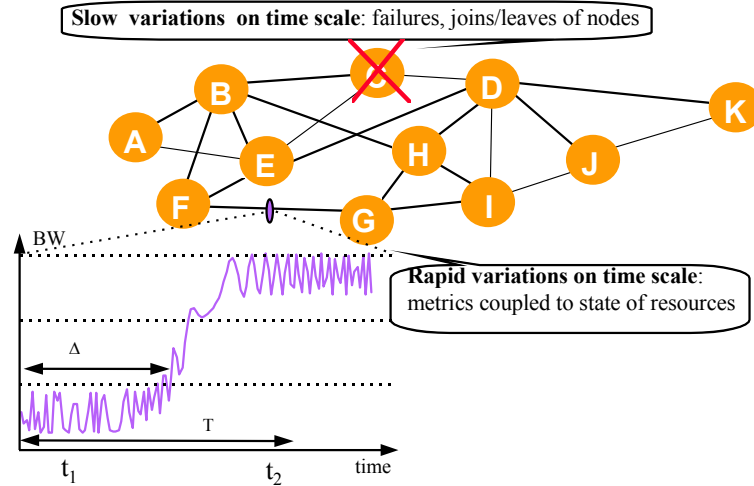 Slow variations on time scale: failures, joins/leaves of nodes
C
B
D
K
A
E
H
J
F
G
I
BW
Rapid variations on time scale:
metrics coupled to state of resources
Δ
T
t1
t2
time